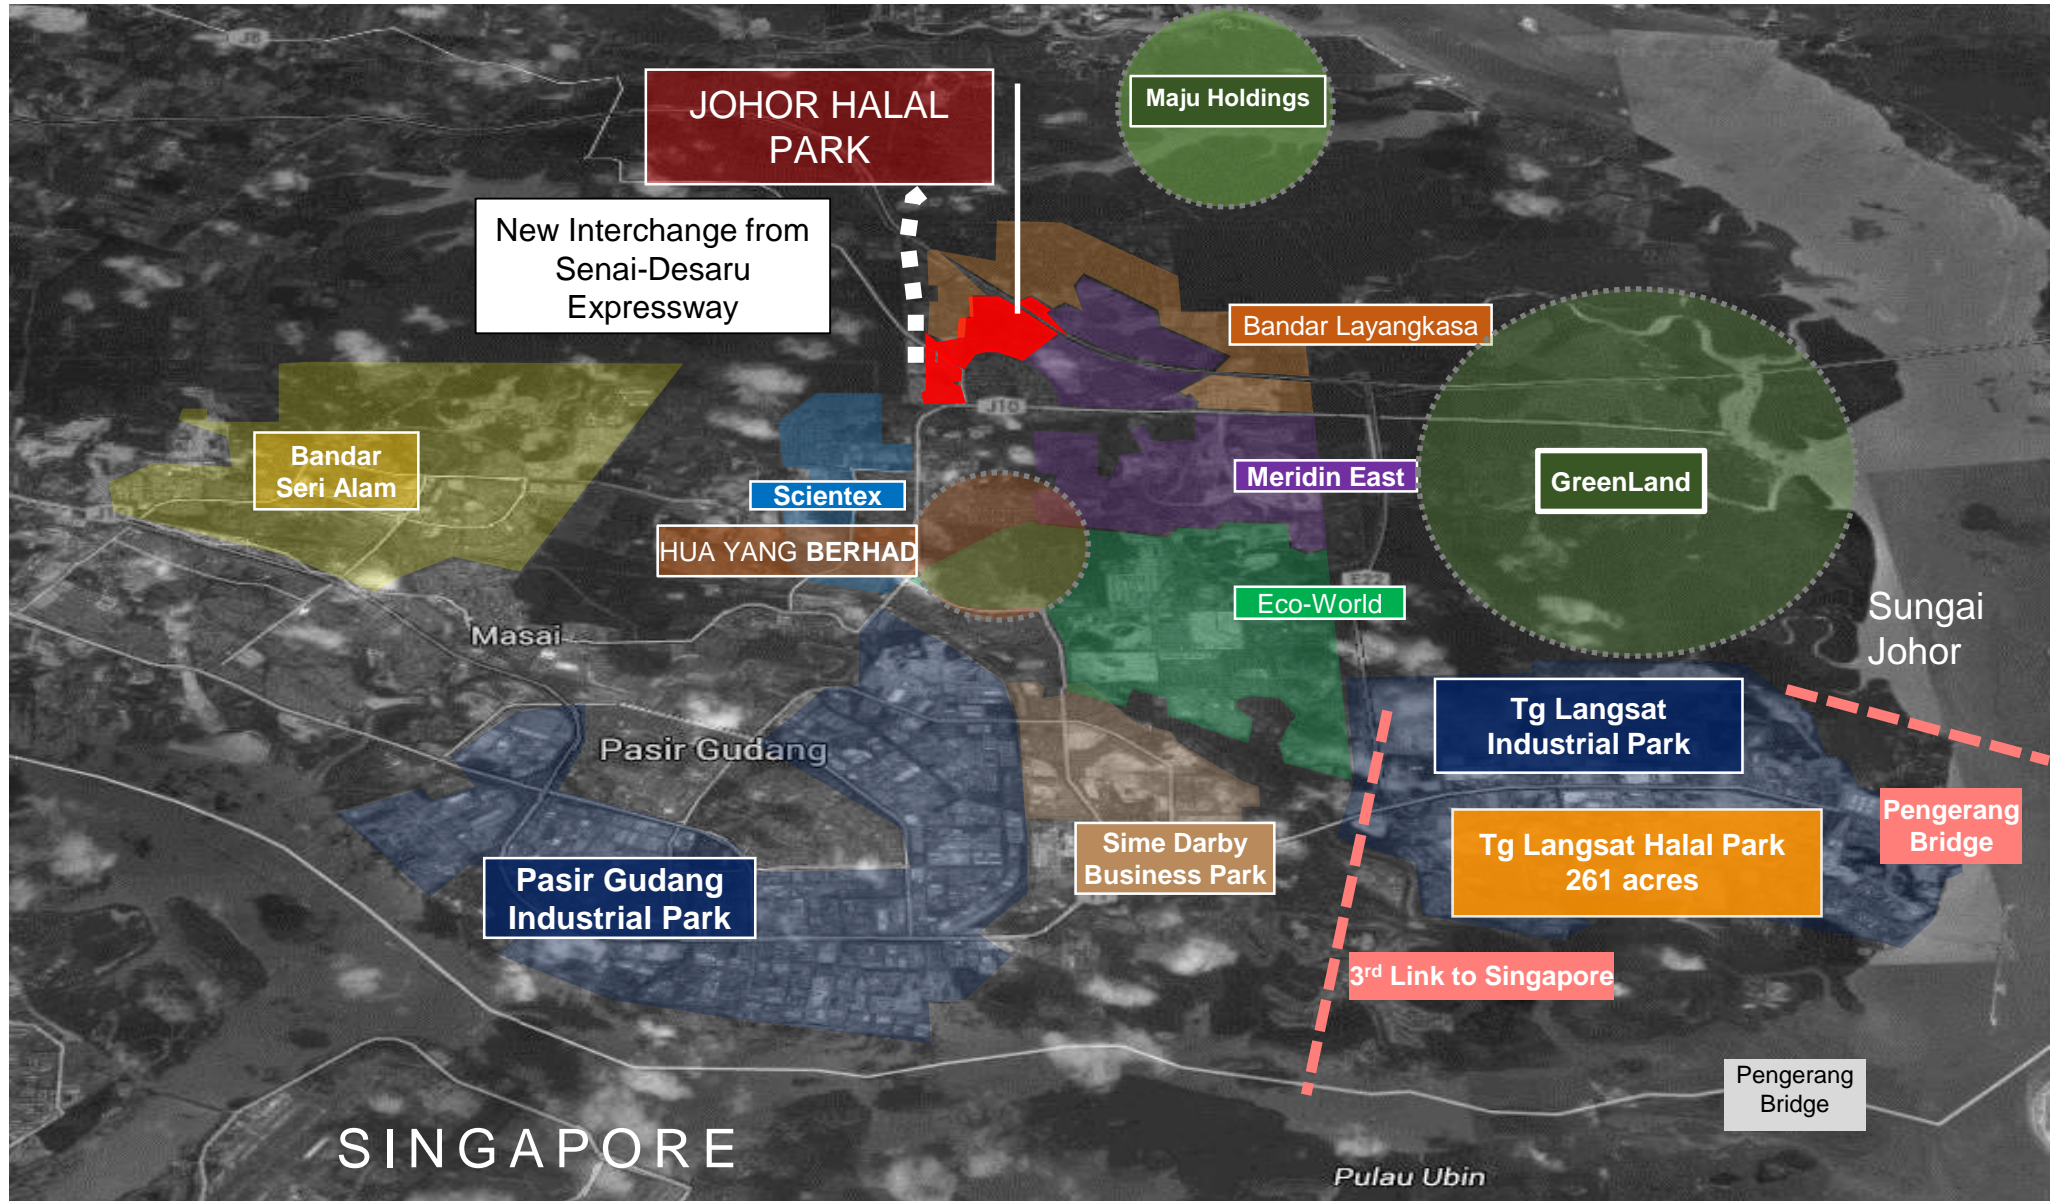 J6
Maju Holdings
JOHOR HALAL
PARK
New Interchange from
Senai-Desaru
Expressway
Bandar Layangkasa
J10
Bandar
Seri Alam
Scientex
Meridin East
GreenLand
HUA YANG BERHAD
E22
Eco-World
Sungai
Johor
Masai
Pasir Gudang
Tg Langsat
Industrial Park
Pengerang
Bridge
Sime Darby
Business Park
Tg Langsat Halal Park
261 acres
Pasir Gudang
Industrial Park
3rd Link to Singapore
Pengerang
Bridge
SINGAPORE
Pulau Ubin